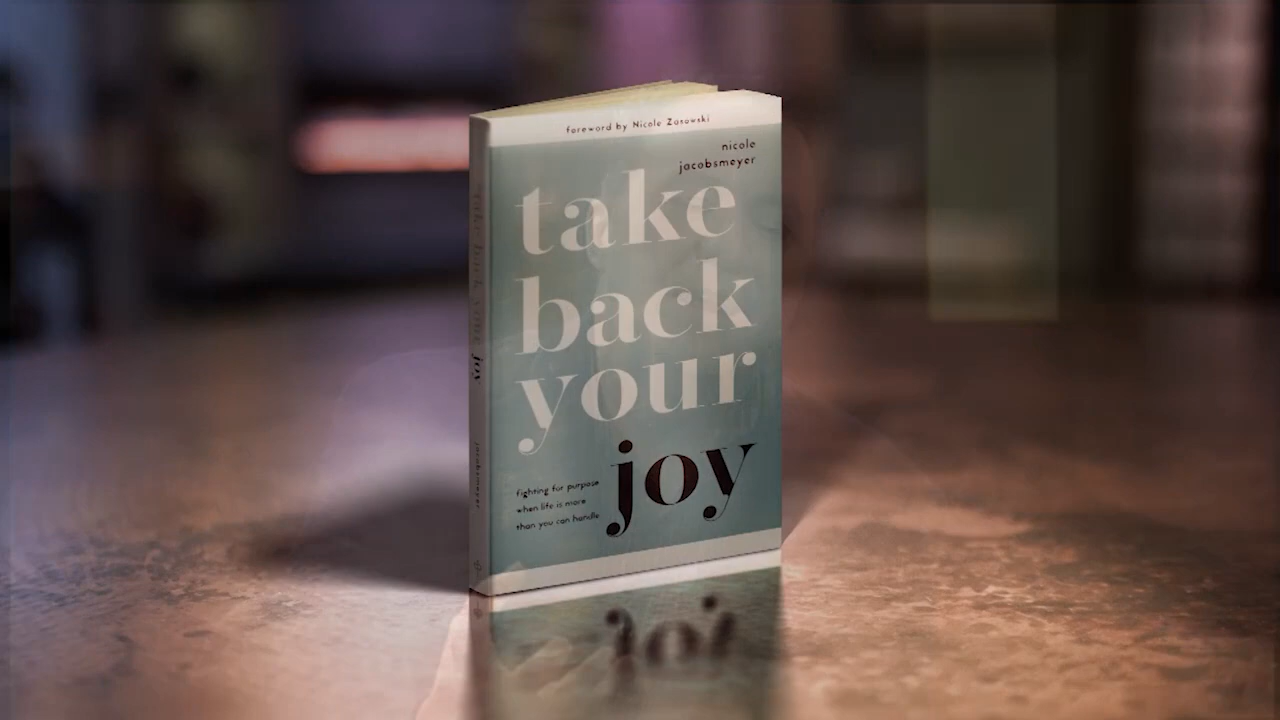 foreword by Nicole Zasowski
nicole
jacobsmeyer
take
back
your
joy
fighting for purpose
when life is more
than you can handle
take back your joy
jacobsmeyer
joy